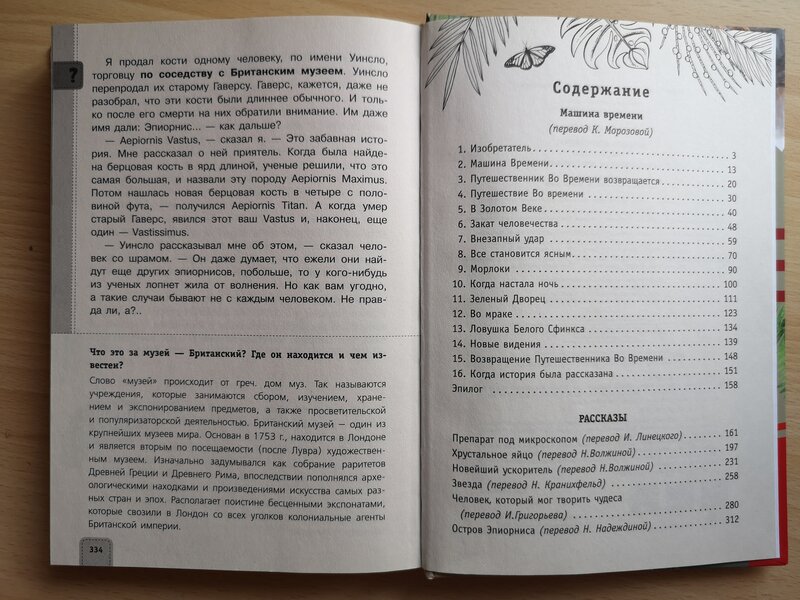 Я продал кости одному человеку, по имени Уинсло,
торговцу по соседству с Британским музеем. Уинсло
перепродал их старому Гаверсу. Гаверс, кажется, даже не
разобрал, что эти кости были длиннее обычного. И толь-
ко после его смерти на них обратили внимание. Им даже
имя дали: Эпиорнис... — как дальше?
— Aepiornis Vastus, — сказал я. — Это забавная исто-
рия. Мне рассказал о ней приятель. Когда была найде-
на берцовая кость в ярд длиной, ученые решили, что это
самая большая, и назвали эту породу Aepiornis Maximus.
Потом нашлась новая берцовая кость в четыре с поло-
виной фута, — получился Aepiornis Titan. А когда умер
старый Гаверс, явился этот ваш Vastus и, наконец, еще
один — Vastissimus.
— Уинсло рассказывал мне об этом, — сказал чело-
век со шрамом. — Он даже думает, что ежели они най-
дут еще других эпиорнисов, побольше, то у кого-нибудь
из ученых лопнет жила от волнения. Но как вам угодно,
а такие случаи бывают не с каждым человеком. Не прав-
да ли, а?..
?
Что это за музей — Британский? Где он находится и чем из-
вестен?
Слово «музей» происходит от греч. дом муз. Так называются
учреждения, которые занимаются сбором, изучением, хране-
нием и экспонированием предметов, а также просветительской
и популяризаторской деятельностью. Британский музей – один из
крупнейших музеев мира. Основан в 1753 г., находится в Лондоне
и является вторым по посещаемости (после Лувра) художествен-
ным музеем. Изначально задумывался как собрание раритетов
Древней Греции и Древнего Рима, впоследствии пополнялся архе-
ологическими находками и произведениями искусства самых раз-
ных стран и эпох. Располагает поистине бесценными экспонатами,
которые свозили в Лондон со всех уголков колониальные агенты
Британской империи.
334
Содержание
Машина времени
(перевод К. Морозовой)
1. Изобретатель 3
2. Машина Времени 13
3. Путешественник Во Времени возвращается 20
4. Путешествие Во времени 30
5. В Золотом Веке 40
6. Закат человечества 48
7. Внезапный удар 59
8. Все становится ясным 70
9. Морлоки 90
10. Когда настала ночь 100
11. Зеленый Дворец 111
12. Во мраке 123
13. Ловушка Белого Сфинкса 134
14. Новые видения 139
15. Возвращение Путешественника Во Времени 148
16. Когда история была рассказана 151
Эпилог 158
РАССКАЗЫ
Препарат под микроскопом (перевод И. Линецкого) 161
Хрустальное яйцо (перевод Н.Волжиной) 197
Новейший ускоритель (перевод Н.Волжиной) 231
Звезда (перевод Н. Кранихфельд) 258
Человек, который мог творить чудеса
(перевод И.Григорьева) 280
Остров Эпиорниса (перевод Н. Надеждиной) 312